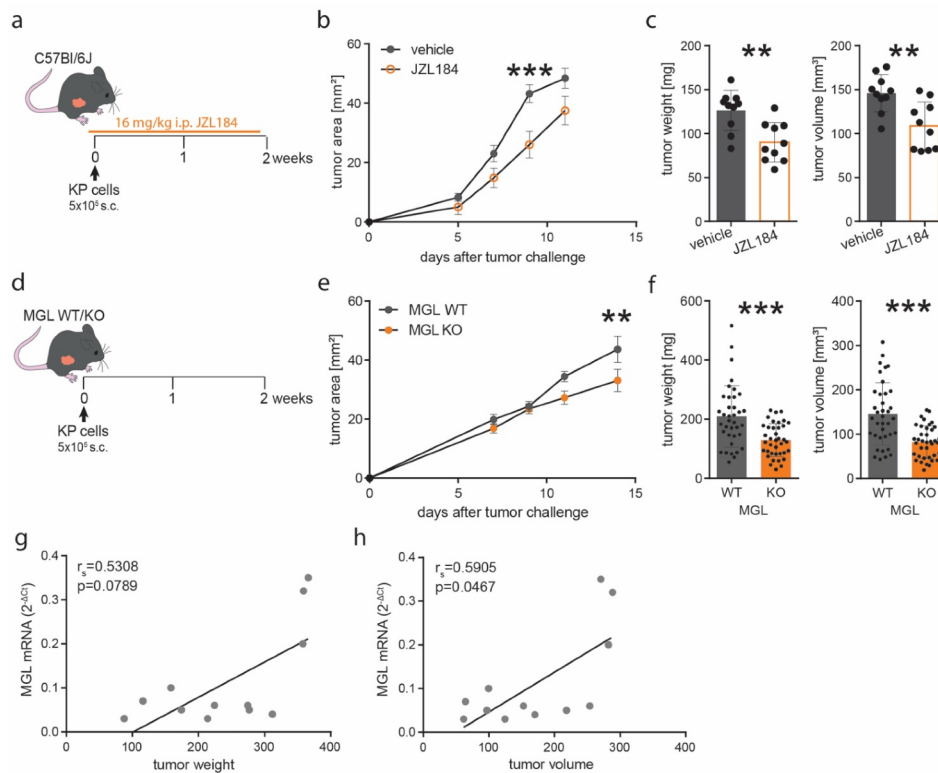 a
C57Bl/6J
16 mg/kg i.p. JZL184
0
1
2 weeks
KP cells
5x10⁵ s.c.
b
vehicle
JZL184
***
tumor area [mm²]
60
40
20
0
0
5
10
15
days after tumor challenge
c
**
tumor weight [mg]
200
150
100
50
0
vehicle
JZL184
**
tumor volume [mm³]
200
150
100
50
0
vehicle
JZL184
d
MGL WT/KO
0
1
2 weeks
KP cells
5x10⁵ s.c.
e
MGL WT
MGL KO
**
tumor area [mm²]
60
40
20
0
0
5
10
15
days after tumor challenge
f
***
tumor weight [mg]
600
400
200
0
WT
KO
MGL
***
tumor volume [mm³]
400
300
200
100
0
WT
KO
MGL
g
rs=0.5308
p=0.0789
MGL mRNA (2-ΔCt)
0.4
0.3
0.2
0.1
0.0
0
100
200
300
400
tumor weight
h
rs=0.5905
p=0.0467
MGL mRNA (2-ΔCt)
0.4
0.3
0.2
0.1
0.0
0
100
200
300
400
tumor volume